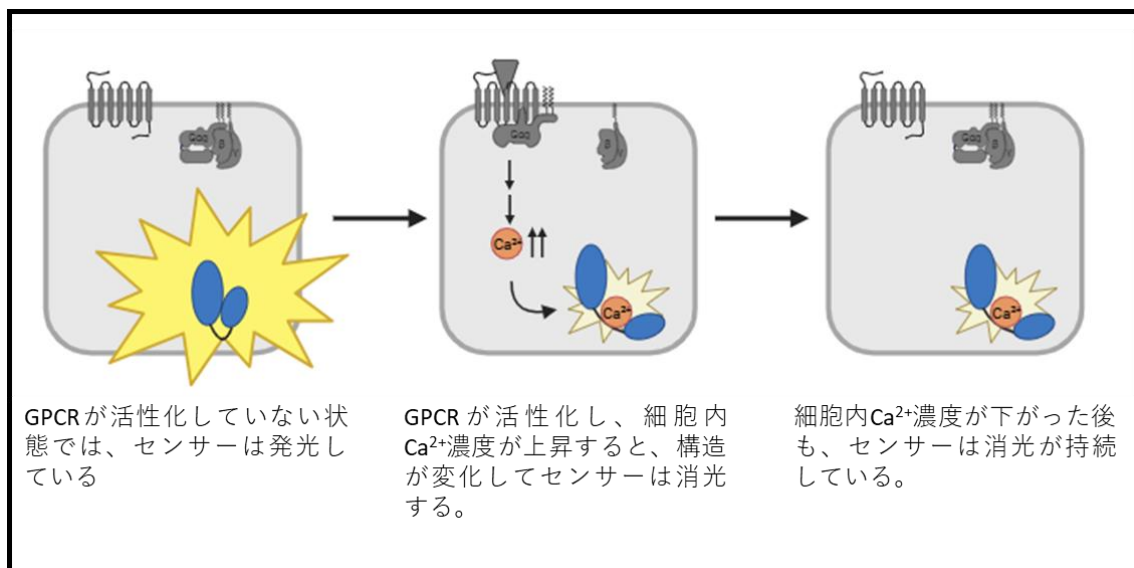 Gαq
β
γ
Gαq
β
γ
Gαq
β
γ
Ca²⁺
Ca²⁺
Ca²⁺
GPCRが活性化していない状
態では、センサーは発光し
ている
GPCRが活性化し、細胞内
Ca²⁺濃度が上昇すると、構造
が変化してセンサーは消光
する。
細胞内Ca²⁺濃度が下がった後
も、センサーは消光が持続
している。